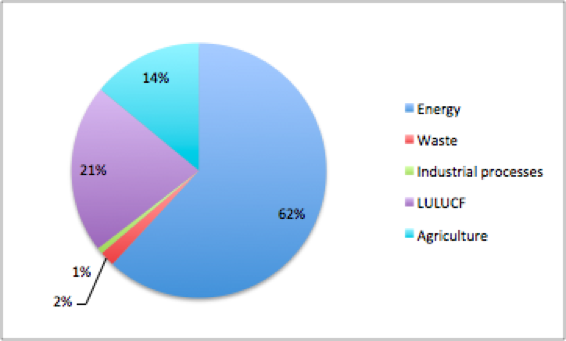 14%
21%
62%
1%
2%
Energy
Waste
Industrial processes
LULUCF
Agriculture